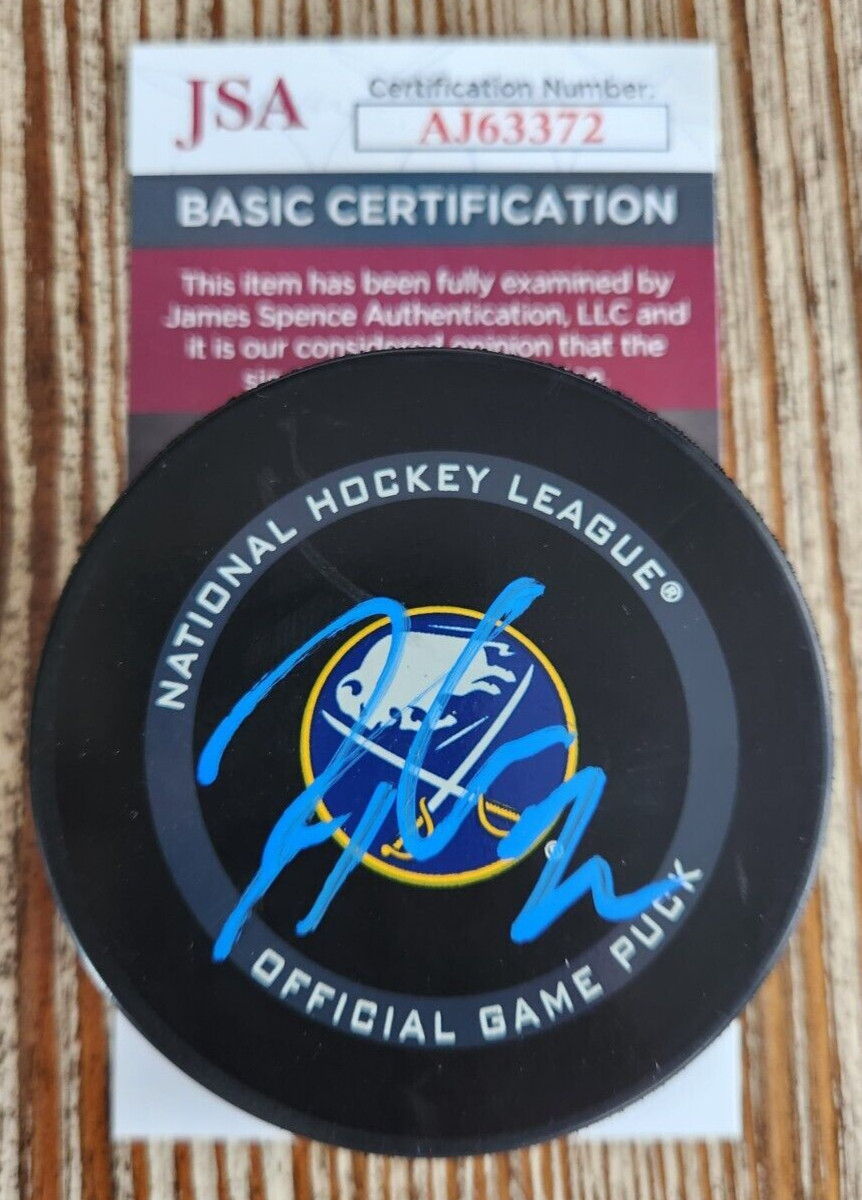 JSA
Certification Number:
AJ63372
BASIC CERTIFICATION
This item has been fully examined by
James Spence Authentication, LLC and
it is our considered opinion that the
NATIONAL HOCKEY LEAGUE®
®
OFFICIAL GAME PUCK